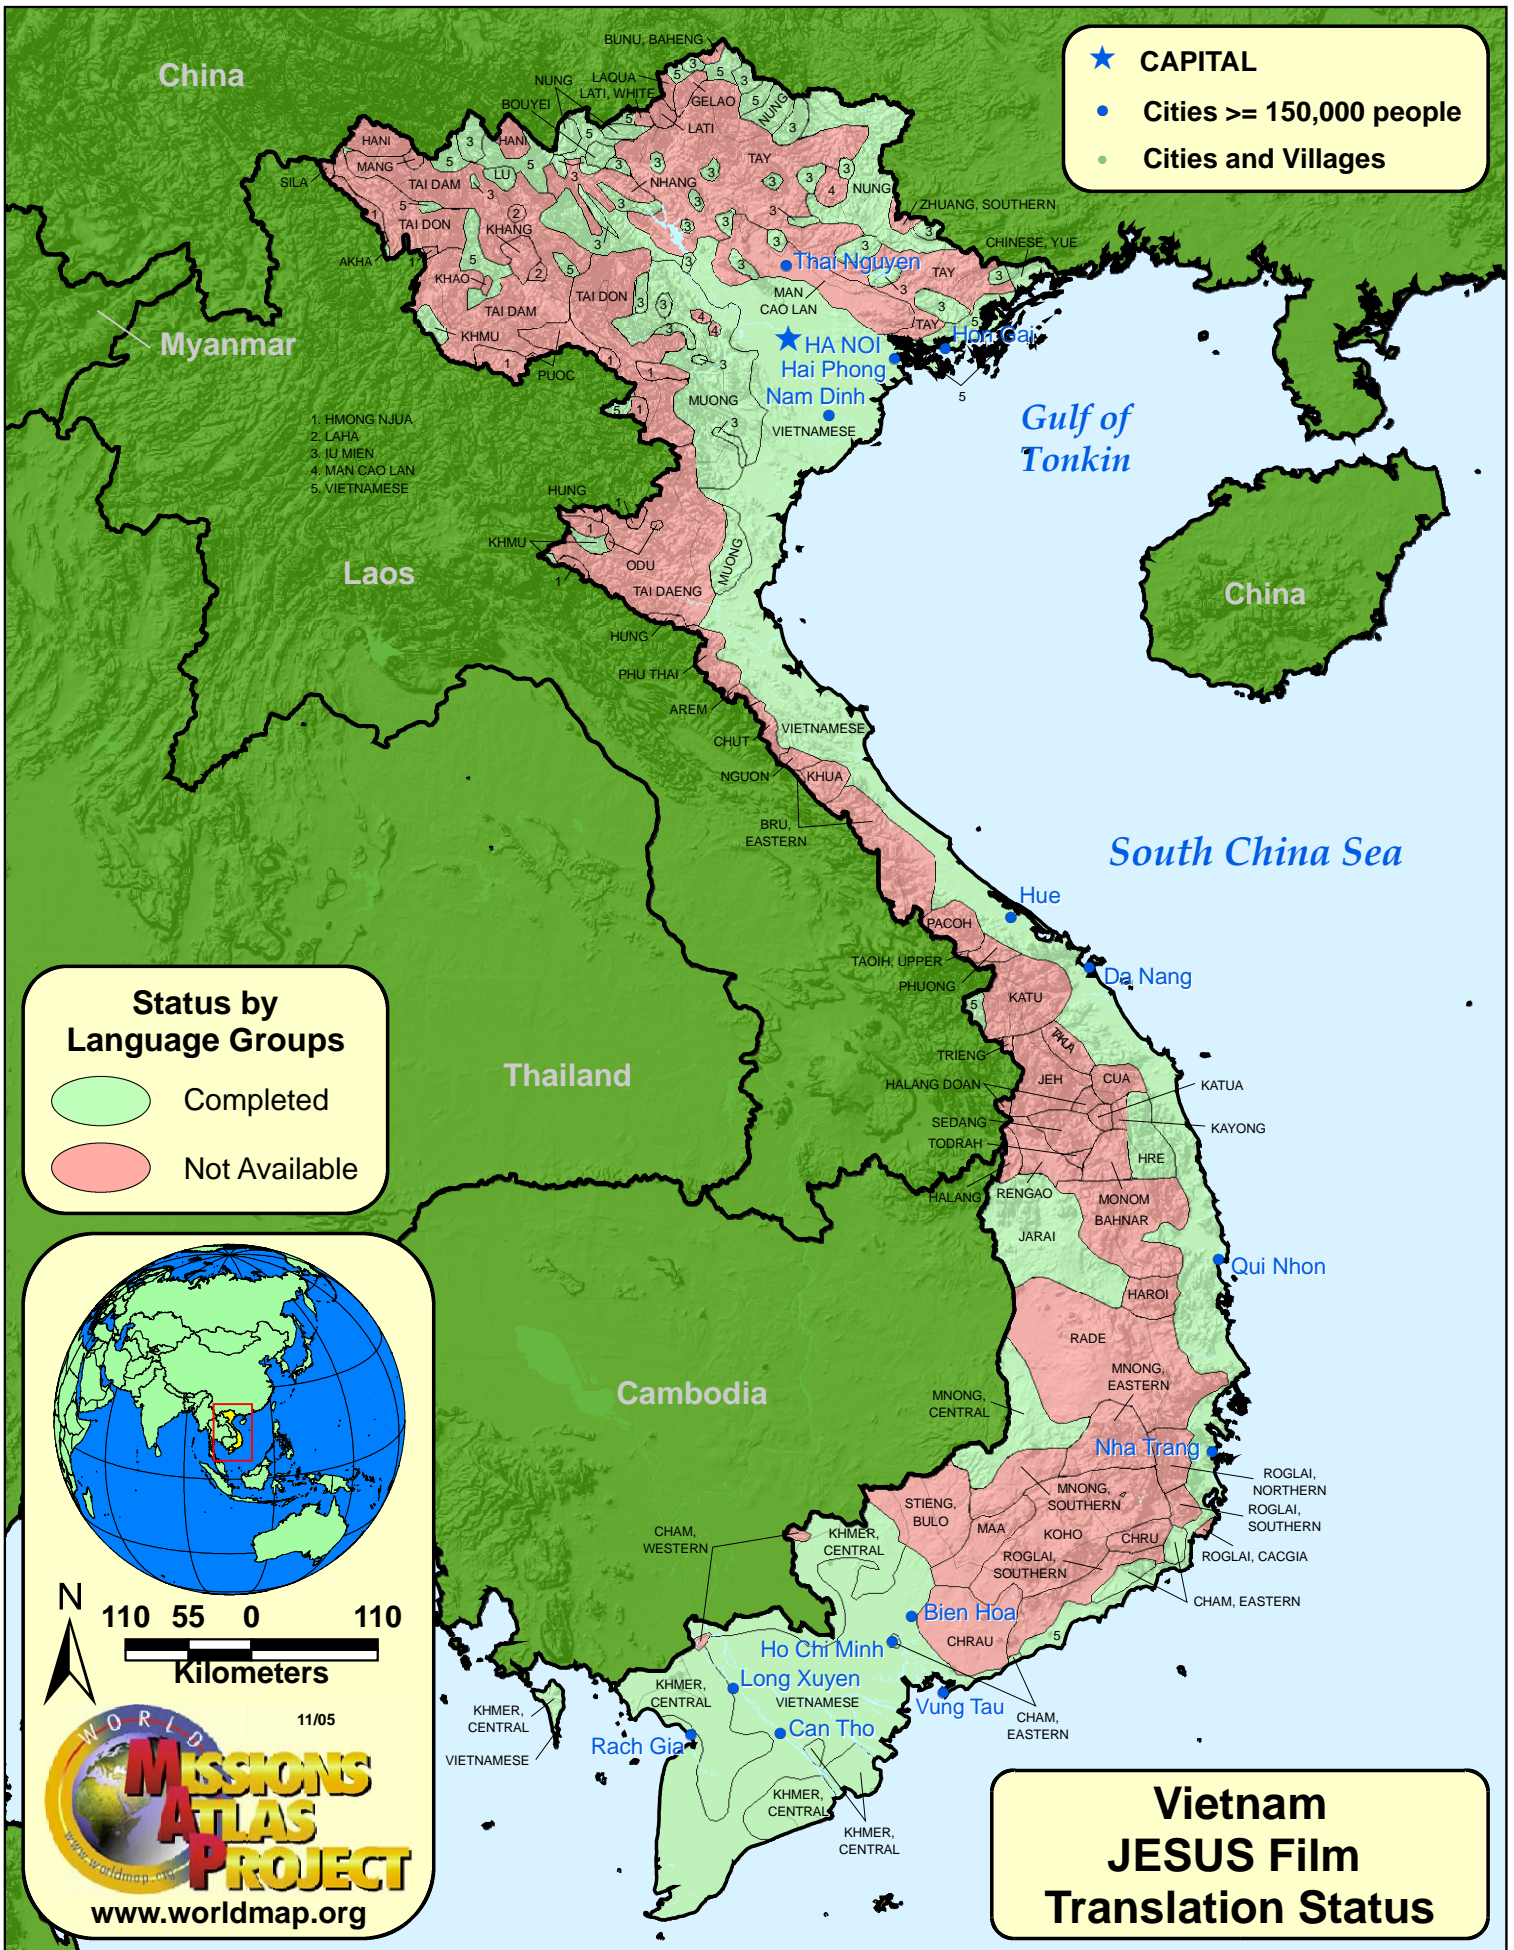 China
BUNU, BAHENG
NUNG
LAQUA
LATI, WHITE
BOUYEI
GELAO
NUNG
LATI
HANI
HANI
MANG
SILA
TAI DAM
LU
TAY
NHANG
NUNG
TAI DON
KHANG
ZHUANG, SOUTHERN
CHINESE, YUE
AKHA
KHAO
TAI DAM
TAI DON
Thai Nguyen
TAY
MAN
CAO LAN
TAY
KHMU
PUOC
HA NOI
Hon Gai
Hai Phong
Nam Dinh
VIETNAMESE
MUONG
Myanmar
1. HMONG NJUA
2. LAHA
3. IU MIEN
4. MAN CAO LAN
5. VIETNAMESE
Gulf of
Tonkin
HUNG
KHMU
ODU
MUONG
TAI DAENG
Laos
China
HUNG
PHU THAI
AREM
CHUT
VIETNAMESE
NGUON
KHUA
BRU,
EASTERN
South China Sea
Hue
PACOH
TAOIH, UPPER
PHUONG
Da Nang
KATU
5
TAKUA
TRIENG
JEH
CUA
HALANG DOAN
KATUA
SEDANG
KAYONG
TODRAH
HRE
HALANG
RENGAO
MONOM
BAHNAR
JARAI
Qui Nhon
HAROI
RADE
MNONG,
EASTERN
MNONG,
CENTRAL
Nha Trang
ROGLAI,
NORTHERN
MNONG,
SOUTHERN
ROGLAI,
SOUTHERN
STIENG,
BULO
MAA
KOHO
CHRU
ROGLAI, CACGIA
ROGLAI,
SOUTHERN
CHAM, EASTERN
CHAM,
WESTERN
KHMER,
CENTRAL
Bien Hoa
CHRAU
5
Ho Chi Minh
Long Xuyen
KHMER,
CENTRAL
VIETNAMESE
Vung Tau
CHAM,
EASTERN
Can Tho
Rach Gia
KHMER,
CENTRAL
VIETNAMESE
KHMER,
CENTRAL
KHMER,
CENTRAL
Thailand
Cambodia
CAPITAL
Cities >= 150,000 people
Cities and Villages
Status by
Language Groups
Completed
Not Available
N
110 55 0 110
Kilometers
11/05
WORLD
MISSIONS
ATLAS
PROJECT
www.worldmap.org
www.worldmap.org
Vietnam
JESUS Film
Translation Status